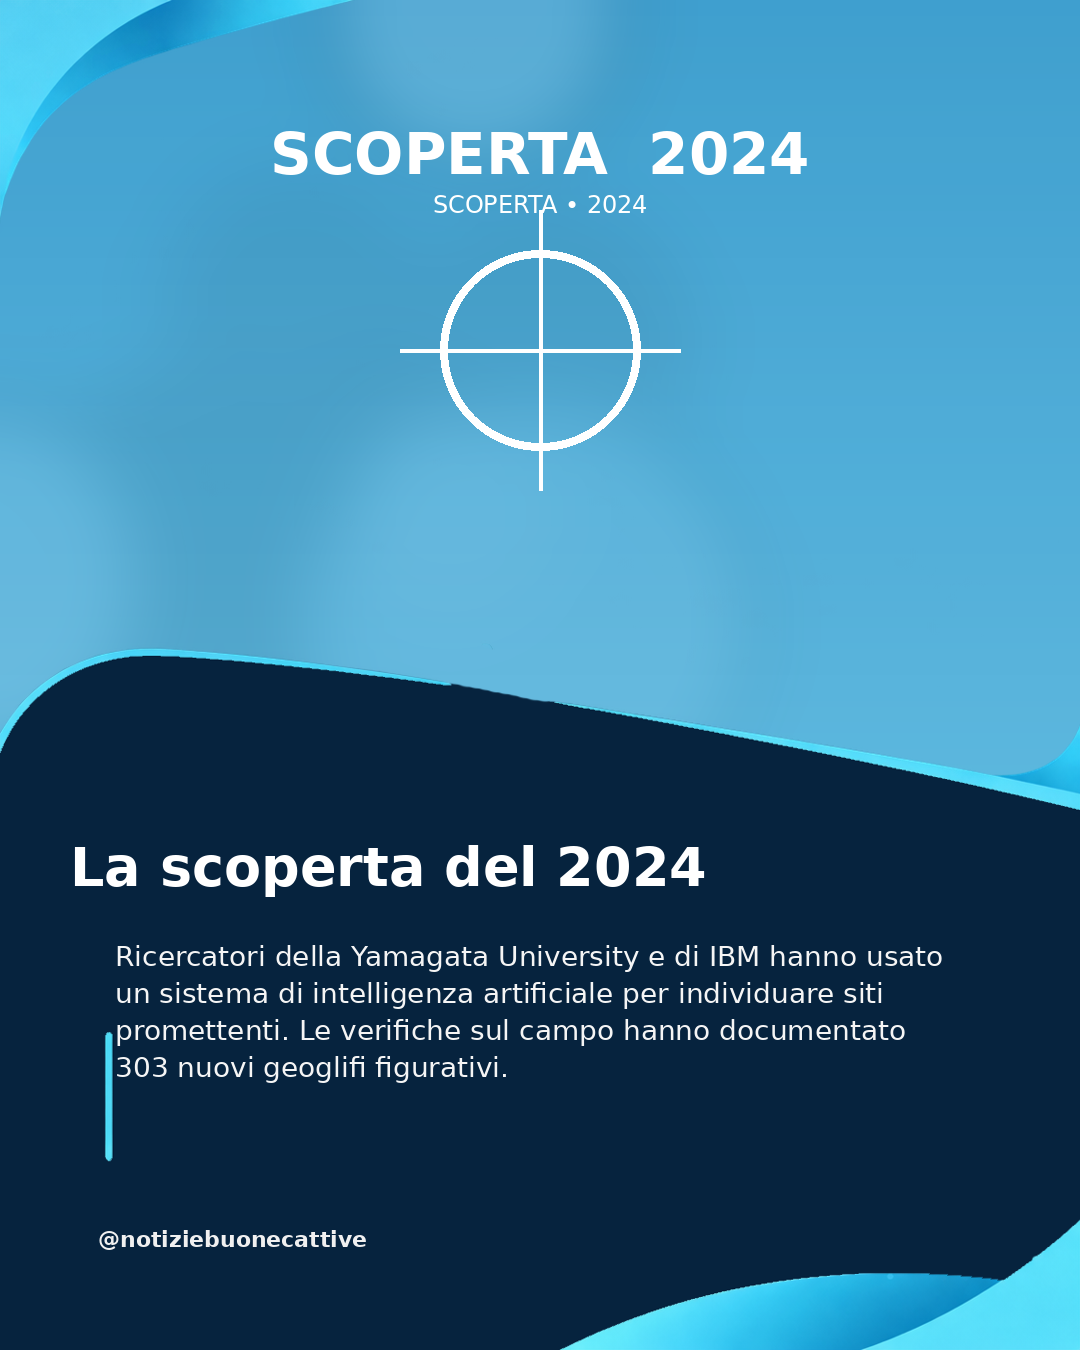 SCOPERTA 2024
SCOPERTA • 2024
La scoperta del 2024
Ricercatori della Yamagata University e di IBM hanno usato
un sistema di intelligenza artificiale per individuare siti
promettenti. Le verifiche sul campo hanno documentato
303 nuovi geoglifi figurativi.
@notiziebuonecattive